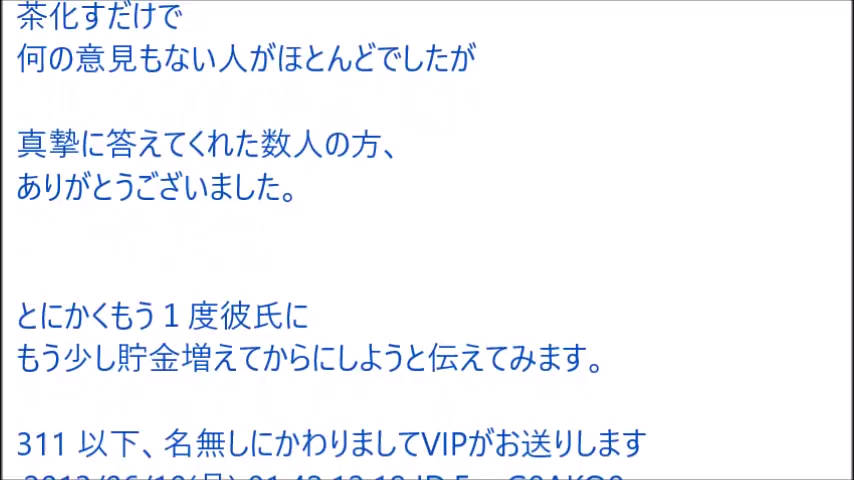 茶化すだけで
何の意見もない人がほとんどでしたが
真摯に答えてくれた数人の方、
ありがとうございました。
とにかくもう１度彼氏に
もう少し貯金増えてからにしようと伝えてみます。
311 以下、名無しにかわりましてVIPがお送りします